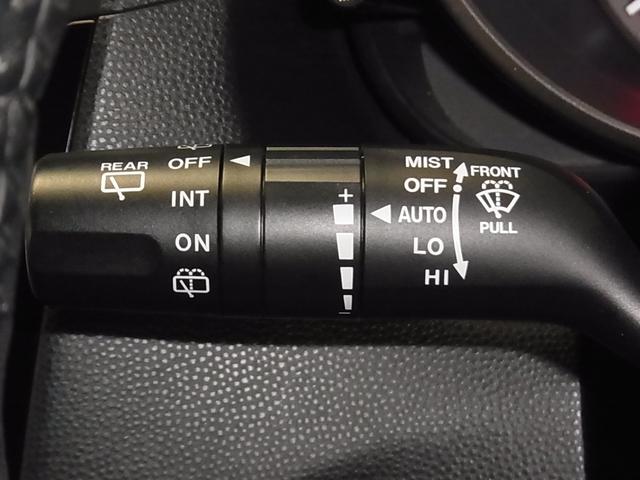 REAR
OFF
INT
ON
+
-
MIST
OFF
AUTO
LO
HI
FRONT
PULL